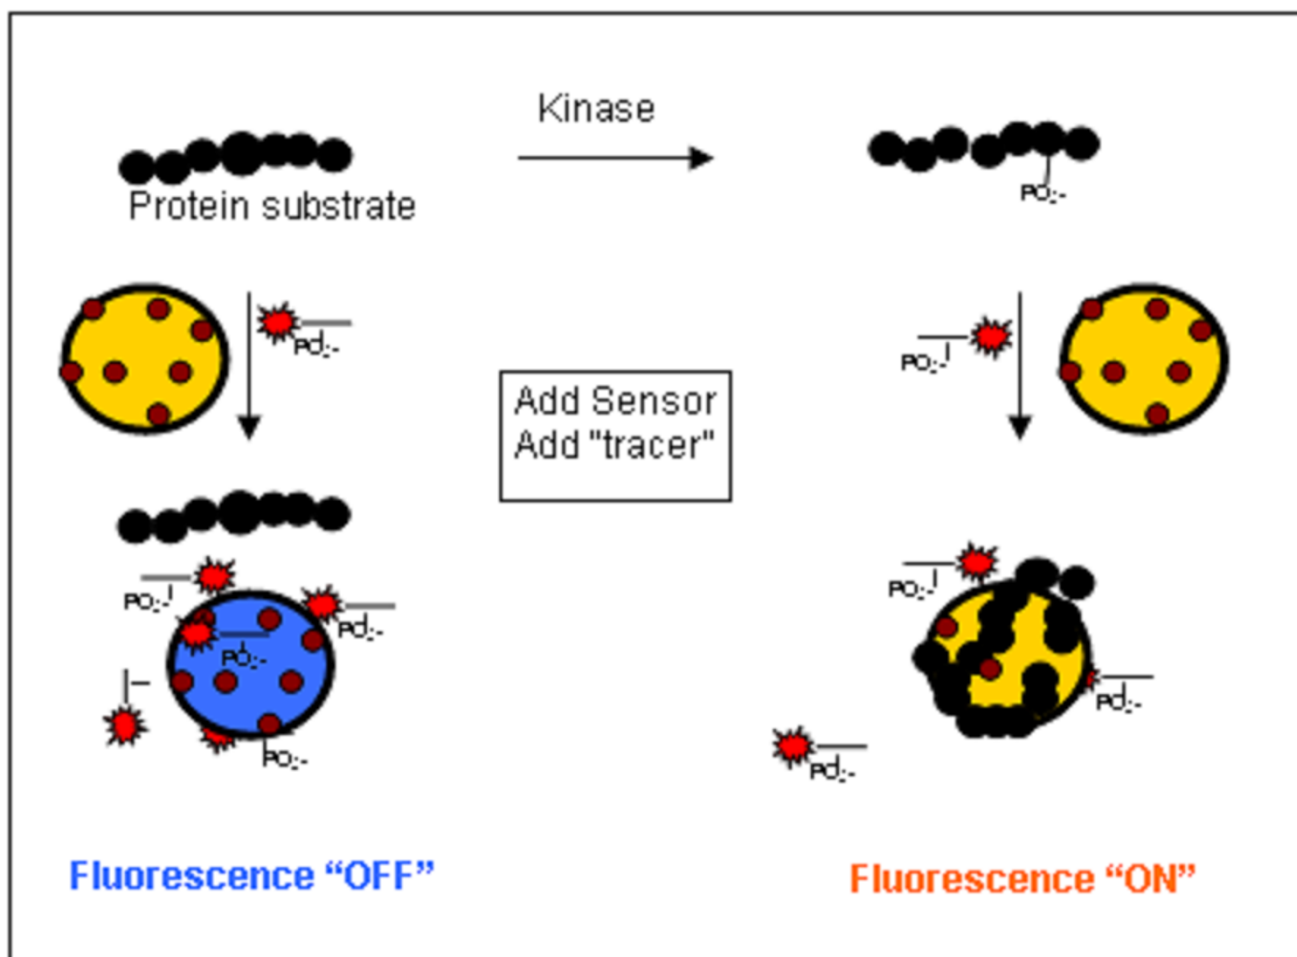 Kinase
Protein substrate
Add Sensor
Add "tracer"
Fluorescence “OFF”
Fluorescence “ON”